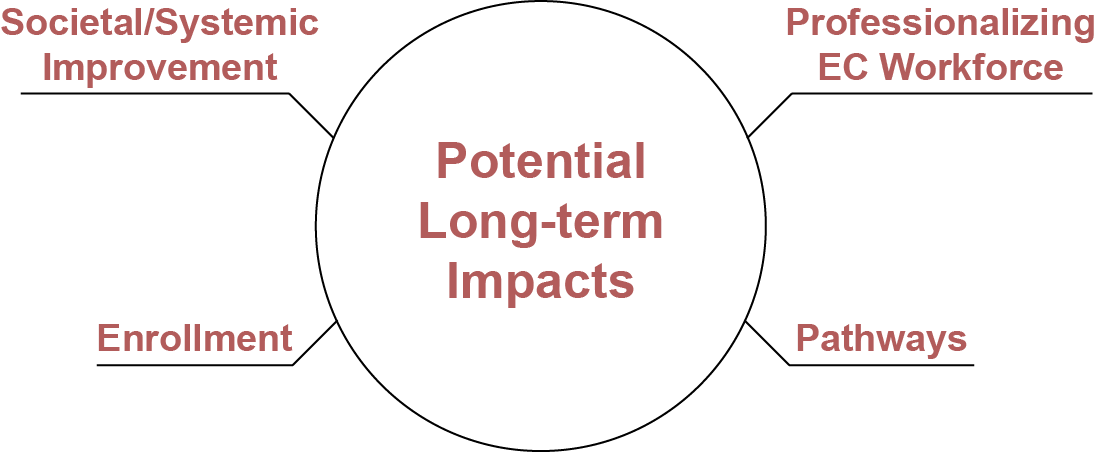 Societal/Systemic
Improvement
Professionalizing
EC Workforce
Potential
Long-term
Impacts
Enrollment
Pathways